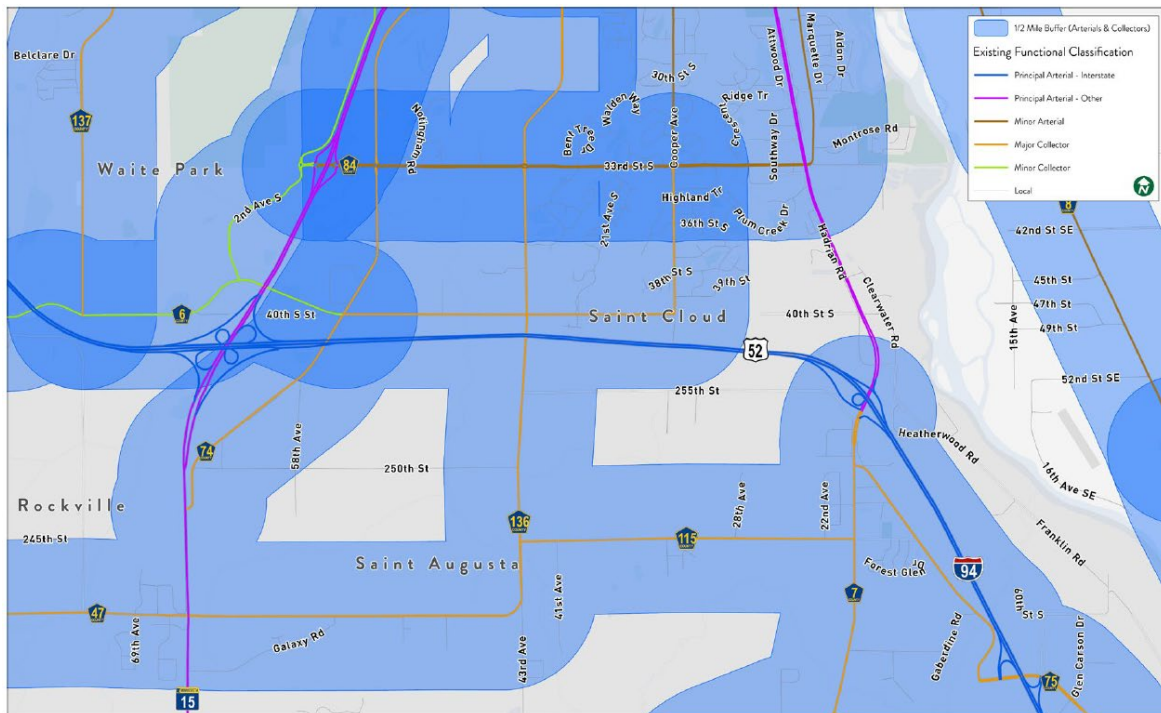 1/2 Mile Buffer (Arterials & Collectors)
Existing Functional Classification
Principal Arterial - Interstate
Principal Arterial - Other
Minor Arterial
Major Collector
Minor Collector
Local
N
Belclare Dr
137
COUNTY
Waite Park
2nd Ave S
84
Notingham Rd
30th St S
Walden Way
Bent Tree Dr
Cooper Ave
Crescent
Ridge Tr
Attwood Dr
Marquette Dr
Aldon Dr
Southway Dr
Montrose Rd
33rd St S
Highland Tr
21st Ave S
36th St S
Plum Creek Dr
Hadrian Rd
8
42nd St SE
45th St
47th St
49th St
15th Ave
38th St S
39th St
Clearwater Rd
6
40th S St
Saint Cloud
40th St S
52
52nd St SE
255th St
Heatherwood Rd
74
58th Ave
250th St
16th Ave SE
Rockville
245th St
136
COUNTY
28th Ave
22nd Ave
115
COUNTY
Franklin Rd
Saint Augusta
Forest Glen
94
41st Ave
7
60th
St S
47
69th Ave
Galaxy Rd
43rd Ave
Gaberdine Rd
Glen Carson Dr
75
15